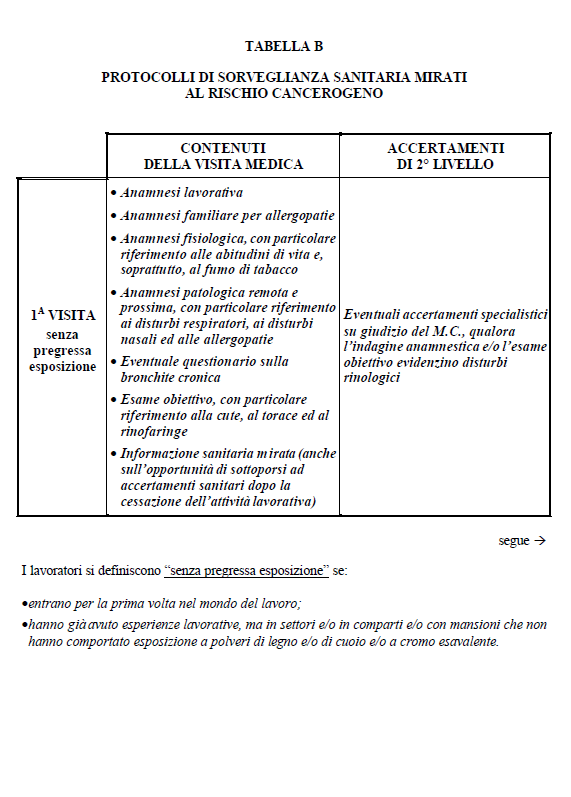 TABELLA B
PROTOCOLLI DI SORVEGLIANZA SANITARIA MIRATI
AL RISCHIO CANCEROGENO
CONTENUTI
DELLA VISITA MEDICA
ACCERTAMENTI
DI 2° LIVELLO
1A VISITA
senza
pregressa
esposizione
• Anamnesi lavorativa
• Anamnesi familiare per allergopatie
• Anamnesi fisiologica, con particolare
riferimento alle abitudini di vita e,
soprattutto, al fumo di tabacco
• Anamnesi patologica remota e
prossima, con particolare riferimento
ai disturbi respiratori, ai disturbi
nasali ed alle allergopatie
• Eventuale questionario sulla
bronchite cronica
• Esame obiettivo, con particolare
riferimento alla cute, al torace ed al
rinofaringe
• Informazione sanitaria mirata (anche
sull'opportunità di sottoporsi ad
accertamenti sanitari dopo la
cessazione dell'attività lavorativa)
Eventuali accertamenti specialistici
su giudizio del M.C., qualora
l'indagine anamnestica e/o l'esame
obiettivo evidenzino disturbi
rinologici
segue →
I lavoratori si definiscono “senza pregressa esposizione” se:
•entrano per la prima volta nel mondo del lavoro;
•hanno già avuto esperienze lavorative, ma in settori e/o in comparti e/o con mansioni che non
hanno comportato esposizione a polveri di legno e/o di cuoio e/o a cromo esavalente.